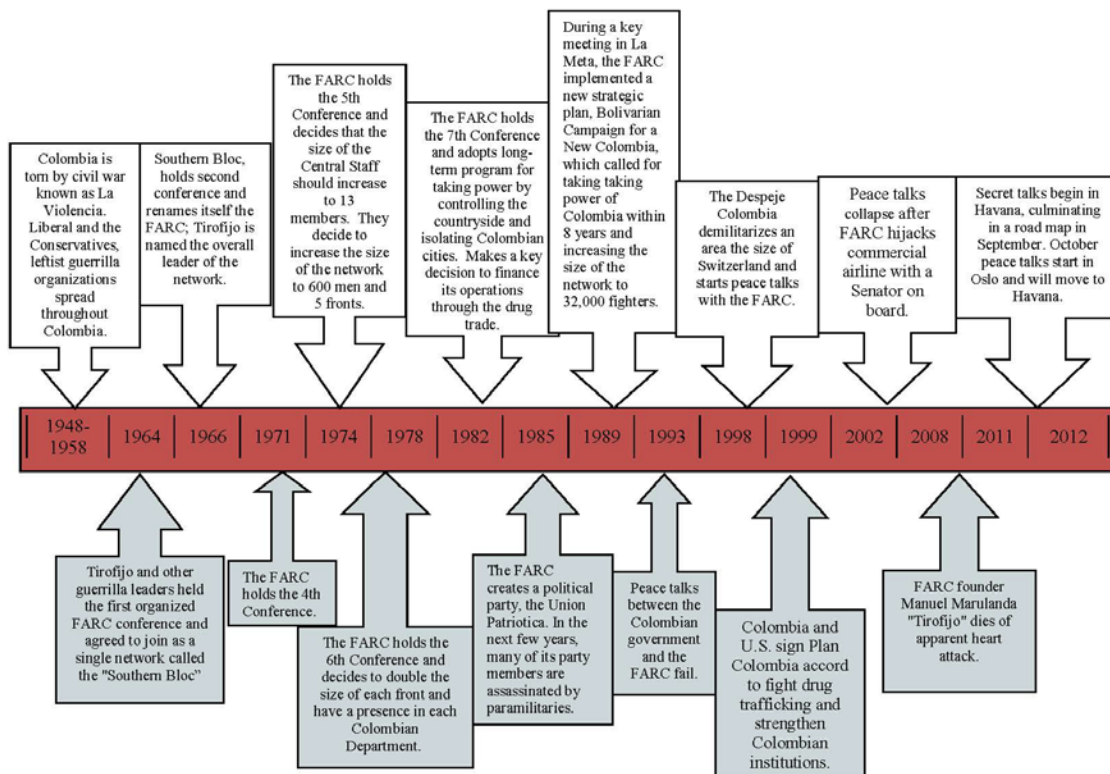 Colombia is
torn by civil war
known as La
Violencia.
Liberal and the
Conservatives,
leftist guerrilla
organizations
spread
throughout
Colombia.
Southern Bloc,
holds second
conference and
renames itself the
FARC; Tirofijo is
named the overall
leader of the
network.
The FARC holds
the 5th
Conference and
decides that the
size of the
Central Staff
should increase
to 13
members. They
decide to
increase the size
of the network
to 600 men and
5 fronts.
The FARC holds
the 7th Conference
and adopts long-
term program for
taking power by
controlling the
countryside and
isolating Colombian
cities. Makes a key
decision to finance
its operations
through the drug
trade.
During a key
meeting in La
Meta, the FARC
implemented a
new strategic
plan, Bolivarian
Campaign for a
New Colombia,
which called for
taking taking
power of
Colombia within
8 years and
increasing the
size of the
network to
32,000 fighters.
The Despeje
Colombia
demilitarizes an
area the size of
Switzerland and
starts peace talks
with the FARC.
Peace talks
collapse after
FARC hijacks
commercial
airline with a
Senator on
board.
Secret talks begin in
Havana, culminating
in a road map in
September. October
peace talks start in
Oslo and will move to
Havana.
1948-
1958
1964
1966
1971
1974
1978
1982
1985
1989
1993
1998
1999
2002
2008
2011
2012
Tirofijo and other
guerrilla leaders held
the first organized
FARC conference and
agreed to join as a
single network called
the "Southern Bloc”
The FARC
holds the 4th
Conference.
The FARC holds the
6th Conference and
decides to double the
size of each front and
have a presence in each
Colombian
Department.
The FARC
creates a political
party, the Union
Patriotica. In the
next few years,
many of its party
members are
assassinated by
paramilitaries.
Peace talks
between the
Colombian
government
and the
FARC fail.
Colombia and
U.S. sign Plan
Colombia accord
to fight drug
trafficking and
strengthen
Colombian
institutions.
FARC founder
Manuel Marulanda
"Tirofijo" dies of
apparent heart
attack.